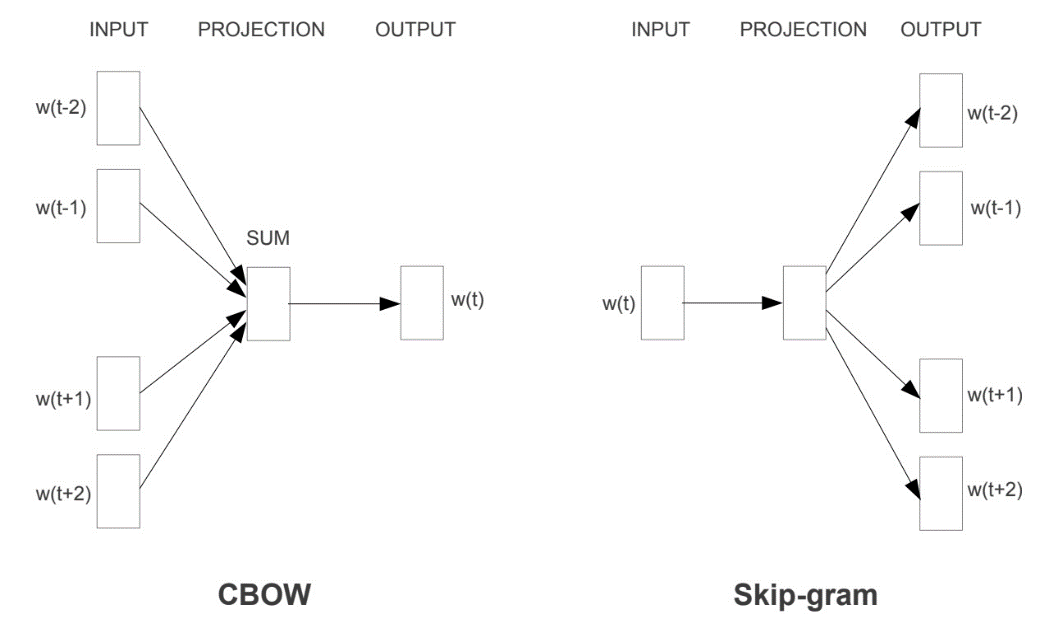 INPUT PROJECTION OUTPUT
w(t-2)
w(t-1)
SUM
w(t)
w(t+1)
w(t+2)
CBOW
INPUT PROJECTION OUTPUT
w(t-2)
w(t-1)
w(t)
w(t+1)
w(t+2)
Skip-gram